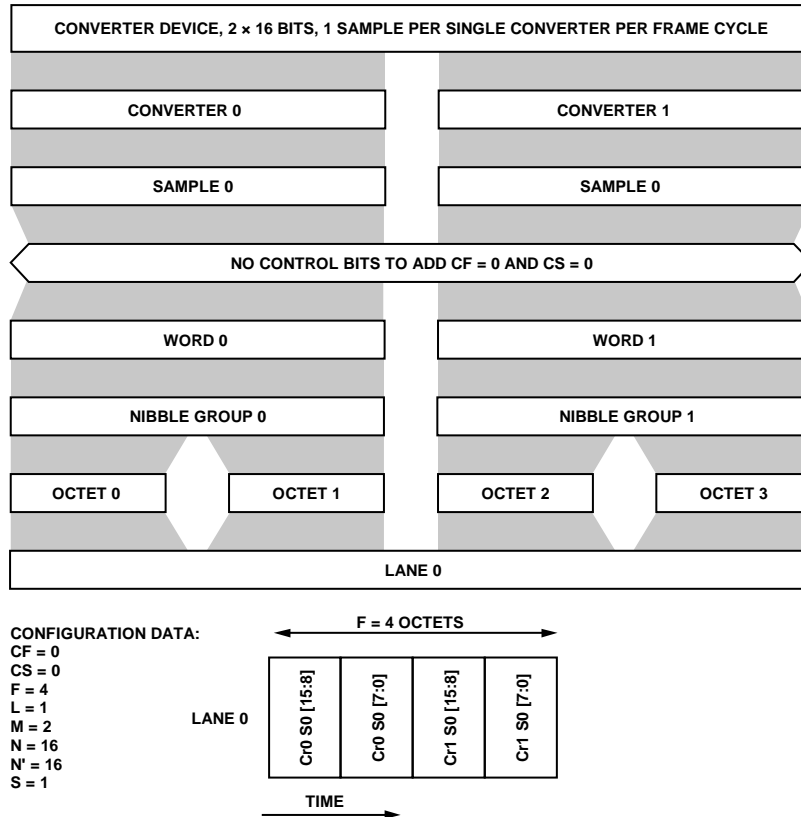 CONVERTER DEVICE, 2 × 16 BITS, 1 SAMPLE PER SINGLE CONVERTER PER FRAME CYCLE
CONVERTER 0
CONVERTER 1
SAMPLE 0
SAMPLE 0
NO CONTROL BITS TO ADD CF = 0 AND CS = 0
WORD 0
WORD 1
NIBBLE GROUP 0
NIBBLE GROUP 1
OCTET 0
OCTET 1
OCTET 2
OCTET 3
LANE 0
CONFIGURATION DATA:
CF = 0
CS = 0
F = 4
L = 1
M = 2
N = 16
N' = 16
S = 1
F = 4 OCTETS
LANE 0
Cr0 S0 [15:8]
Cr0 S0 [7:0]
Cr1 S0 [15:8]
Cr1 S0 [7:0]
TIME